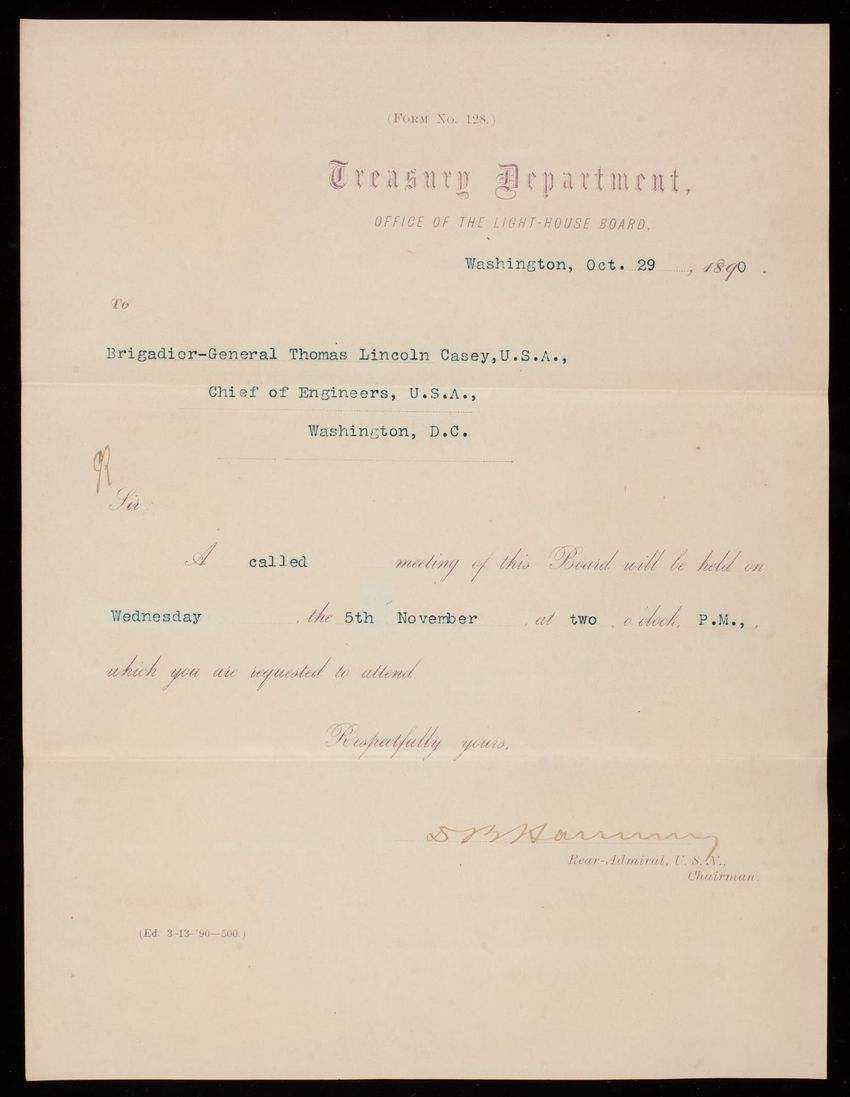 (FORM NO. 128.)
Treasury Department,
OFFICE OF THE LIGHT-HOUSE BOARD,
Washington, Oct. 29, 1890.
To
Brigadier-General Thomas Lincoln Casey,U.S.A.,
Chief of Engineers, U.S.A.,
Washington, D.C.
R
Sir:
A called meeting of this Board will be held on
Wednesday, the 5th November, at two o'clock, P.M.,,
which you are requested to attend.
Respectfully yours,
D B Harmony
Rear-Admiral, U. S. N.,
Chairman.
(Ed. 3-13-'90—500.)